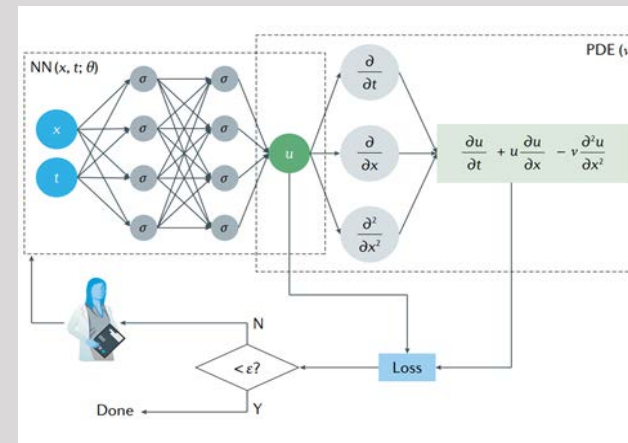 NN(x, t; θ)
PDE (ν
x
t
σ
σ
σ
σ
σ
σ
σ
σ
u
∂/∂t
∂/∂x
∂²/∂x²
∂u/∂t + u ∂u/∂x − ν ∂²u/∂x²
N
< ε?
Loss
Y
Done